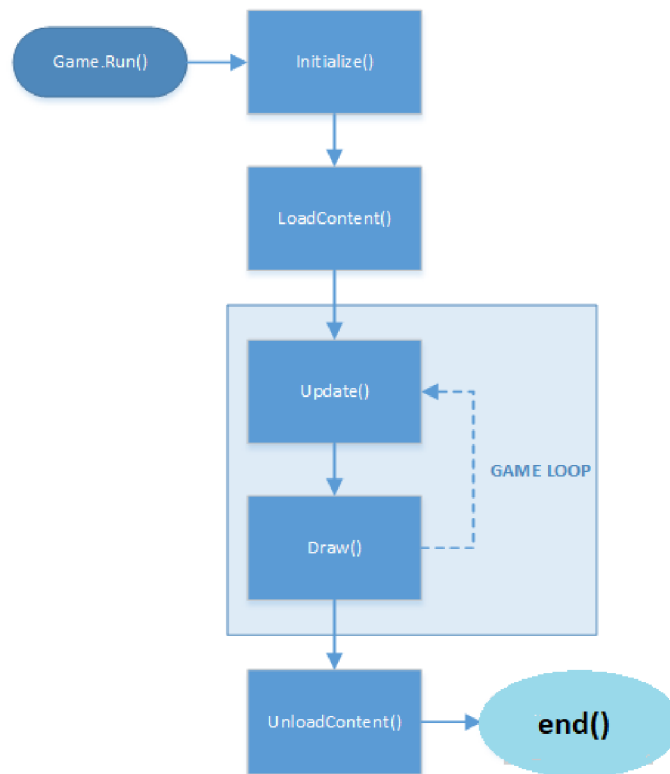 Game.Run()
Initialize()
LoadContent()
Update()
GAME LOOP
Draw()
UnloadContent()
end()